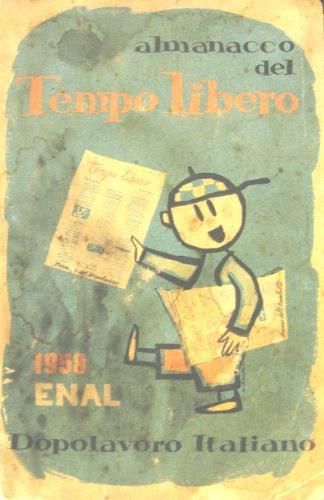 almanacco
del
Tempo libero
tempo libero
1958
ENAL
Dopolavoro Italiano